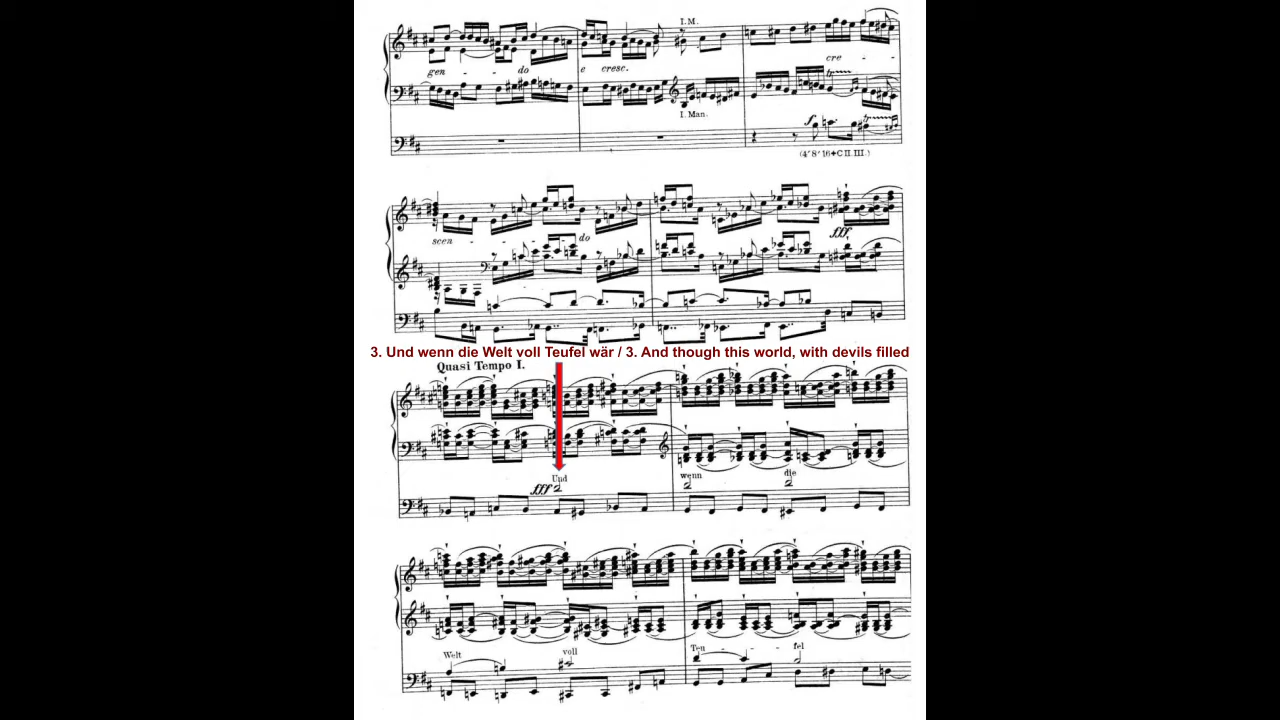 I.M.
cre - -
gen - - do e cresc.
I. Man.
f
(4' 8' 16+C II. III.)
scen - - - - do
fff
3. Und wenn die Welt voll Teufel wär / 3. And though this world, with devils filled
Quasi Tempo I.
Und wenn die
fff
Welt voll Teu - - - fel